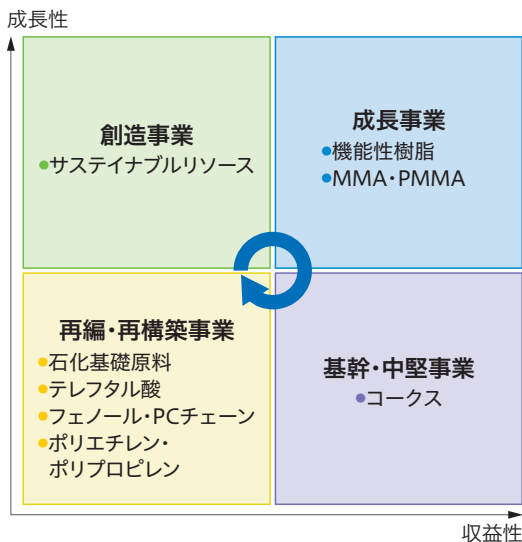 成長性
創造事業
●サステイナブルリソース
成長事業
●機能性樹脂
●MMA・PMMA
再編・再構築事業
●石化基礎原料
●テレフタル酸
●フェノール・PCチェーン
●ポリエチレン・
ポリプロピレン
基幹・中堅事業
●コークス
収益性